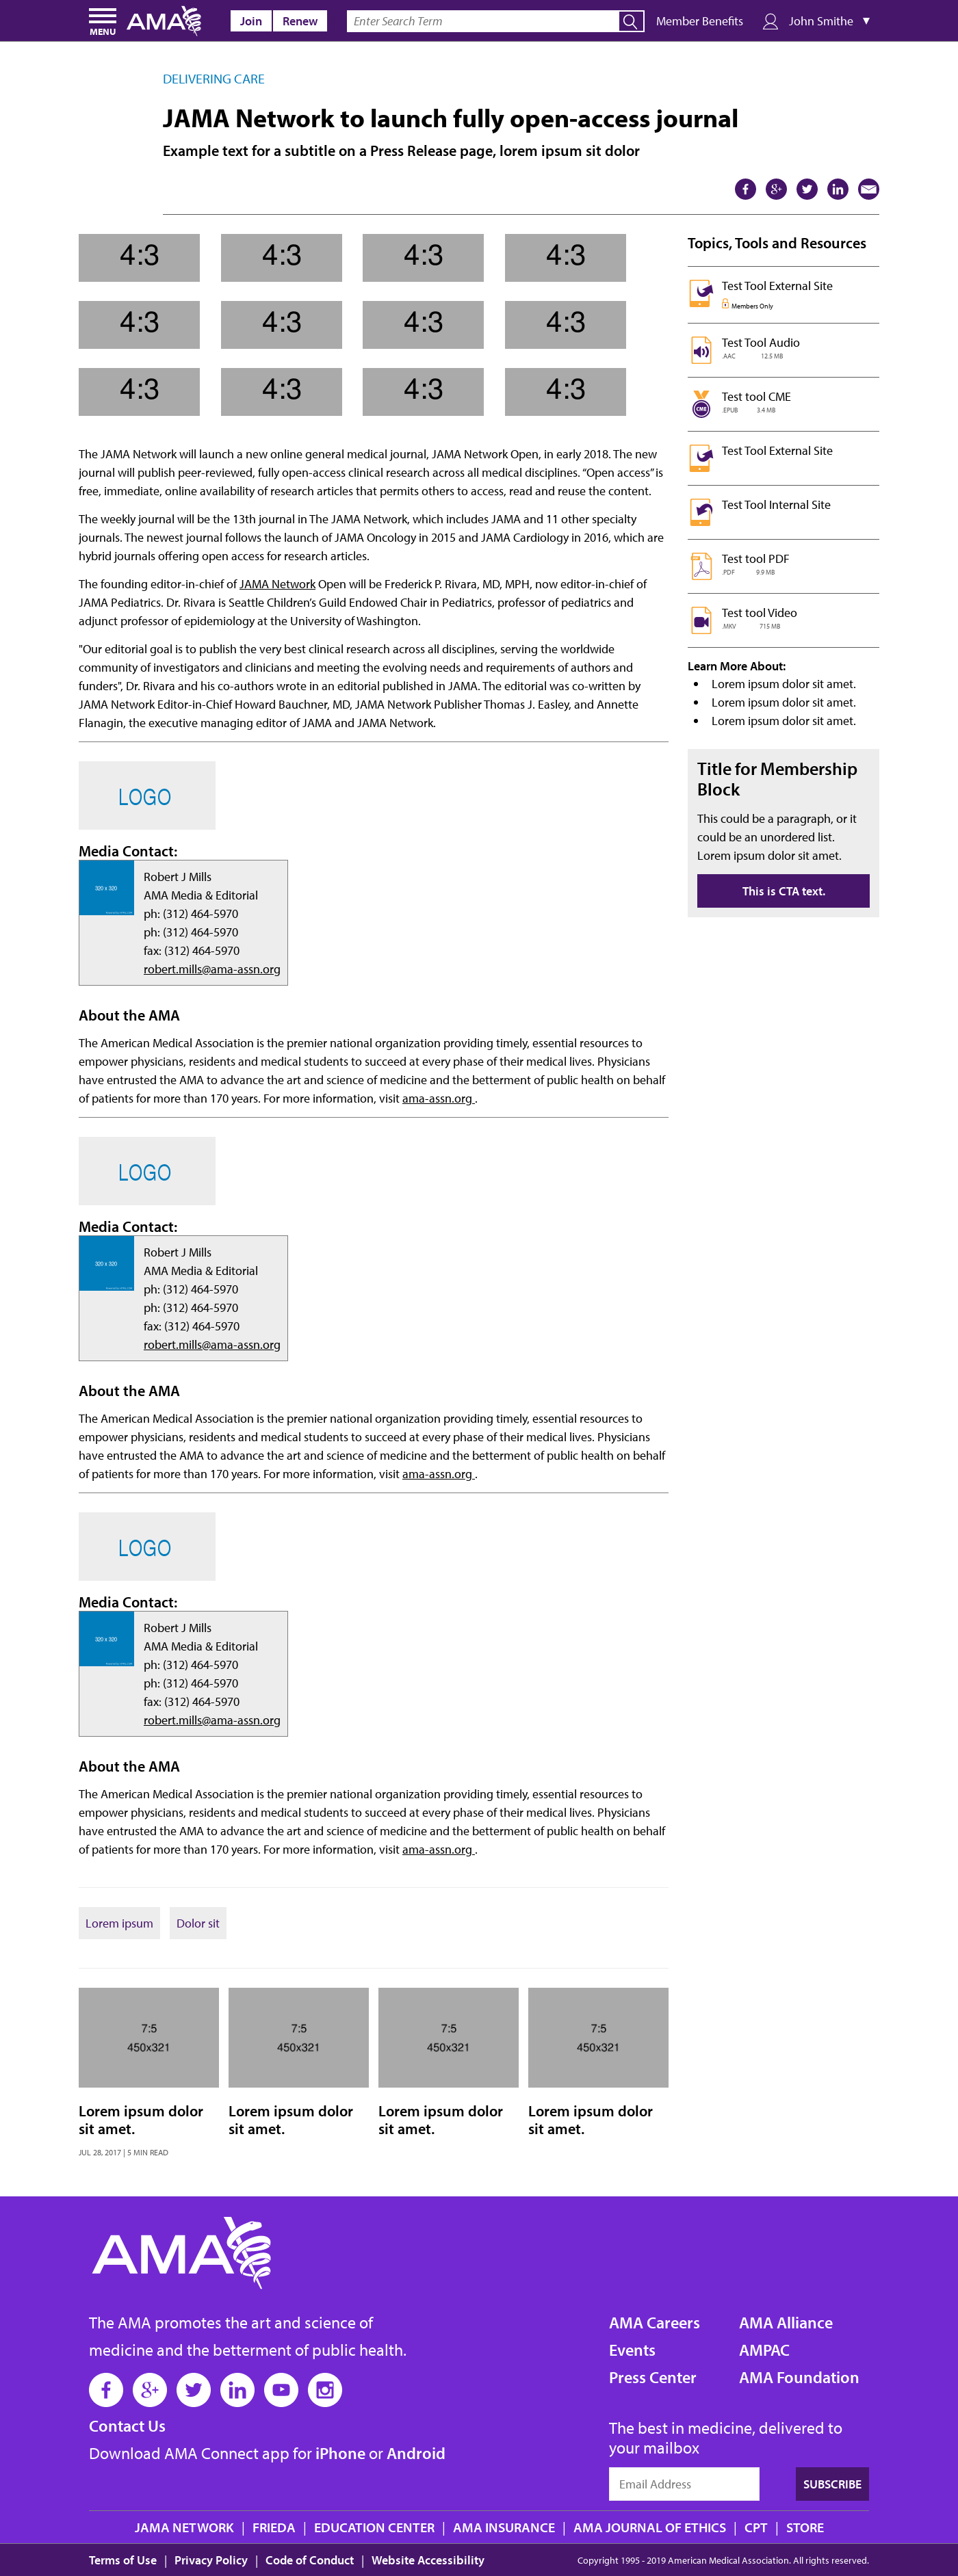 MENU
AMA
Join
Renew
Enter Search Term
Member Benefits
John Smithe ▼
DELIVERING CARE
JAMA Network to launch fully open-access journal
Example text for a subtitle on a Press Release page, lorem ipsum sit dolor
4:3 4:3 4:3 4:3
4:3 4:3 4:3 4:3
4:3 4:3 4:3 4:3
The JAMA Network will launch a new online general medical journal, JAMA Network Open, in early 2018. The new
journal will publish peer-reviewed, fully open-access clinical research across all medical disciplines. “Open access” is
free, immediate, online availability of research articles that permits others to access, read and reuse the content.
The weekly journal will be the 13th journal in The JAMA Network, which includes JAMA and 11 other specialty
journals. The newest journal follows the launch of JAMA Oncology in 2015 and JAMA Cardiology in 2016, which are
hybrid journals offering open access for research articles.
The founding editor-in-chief of JAMA Network Open will be Frederick P. Rivara, MD, MPH, now editor-in-chief of
JAMA Pediatrics. Dr. Rivara is Seattle Children’s Guild Endowed Chair in Pediatrics, professor of pediatrics and
adjunct professor of epidemiology at the University of Washington.
"Our editorial goal is to publish the very best clinical research across all disciplines, serving the worldwide
community of investigators and clinicians and meeting the evolving needs and requirements of authors and
funders", Dr. Rivara and his co-authors wrote in an editorial published in JAMA. The editorial was co-written by
JAMA Network Editor-in-Chief Howard Bauchner, MD, JAMA Network Publisher Thomas J. Easley, and Annette
Flanagin, the executive managing editor of JAMA and JAMA Network.
LOGO
Media Contact:
320 x 320
Robert J Mills
AMA Media & Editorial
ph: (312) 464-5970
ph: (312) 464-5970
fax: (312) 464-5970
robert.mills@ama-assn.org
About the AMA
The American Medical Association is the premier national organization providing timely, essential resources to
empower physicians, residents and medical students to succeed at every phase of their medical lives. Physicians
have entrusted the AMA to advance the art and science of medicine and the betterment of public health on behalf
of patients for more than 170 years. For more information, visit ama-assn.org .
LOGO
Media Contact:
320 x 320
Robert J Mills
AMA Media & Editorial
ph: (312) 464-5970
ph: (312) 464-5970
fax: (312) 464-5970
robert.mills@ama-assn.org
About the AMA
The American Medical Association is the premier national organization providing timely, essential resources to
empower physicians, residents and medical students to succeed at every phase of their medical lives. Physicians
have entrusted the AMA to advance the art and science of medicine and the betterment of public health on behalf
of patients for more than 170 years. For more information, visit ama-assn.org .
LOGO
Media Contact:
320 x 320
Robert J Mills
AMA Media & Editorial
ph: (312) 464-5970
ph: (312) 464-5970
fax: (312) 464-5970
robert.mills@ama-assn.org
About the AMA
The American Medical Association is the premier national organization providing timely, essential resources to
empower physicians, residents and medical students to succeed at every phase of their medical lives. Physicians
have entrusted the AMA to advance the art and science of medicine and the betterment of public health on behalf
of patients for more than 170 years. For more information, visit ama-assn.org .
Lorem ipsum
Dolor sit
7:5
450x321
Lorem ipsum dolor
sit amet.
JUL 28, 2017 | 5 MIN READ
7:5
450x321
Lorem ipsum dolor
sit amet.
7:5
450x321
Lorem ipsum dolor
sit amet.
7:5
450x321
Lorem ipsum dolor
sit amet.
Topics, Tools and Resources
Test Tool External Site
Members Only
Test Tool Audio
.AAC 12.5 MB
CME
Test tool CME
.EPUB 3.4 MB
Test Tool External Site
Test Tool Internal Site
Test tool PDF
.PDF 9.9 MB
Test tool Video
.MKV 715 MB
Learn More About:
• Lorem ipsum dolor sit amet.
• Lorem ipsum dolor sit amet.
• Lorem ipsum dolor sit amet.
Title for Membership
Block
This could be a paragraph, or it
could be an unordered list.
Lorem ipsum dolor sit amet.
This is CTA text.
AMA
The AMA promotes the art and science of
medicine and the betterment of public health.
Contact Us
Download AMA Connect app for iPhone or Android
AMA Careers
Events
Press Center
AMA Alliance
AMPAC
AMA Foundation
The best in medicine, delivered to
your mailbox
Email Address
SUBSCRIBE
JAMA NETWORK | FRIEDA | EDUCATION CENTER | AMA INSURANCE | AMA JOURNAL OF ETHICS | CPT | STORE
Terms of Use | Privacy Policy | Code of Conduct | Website Accessibility
Copyright 1995 - 2019 American Medical Association. All rights reserved.